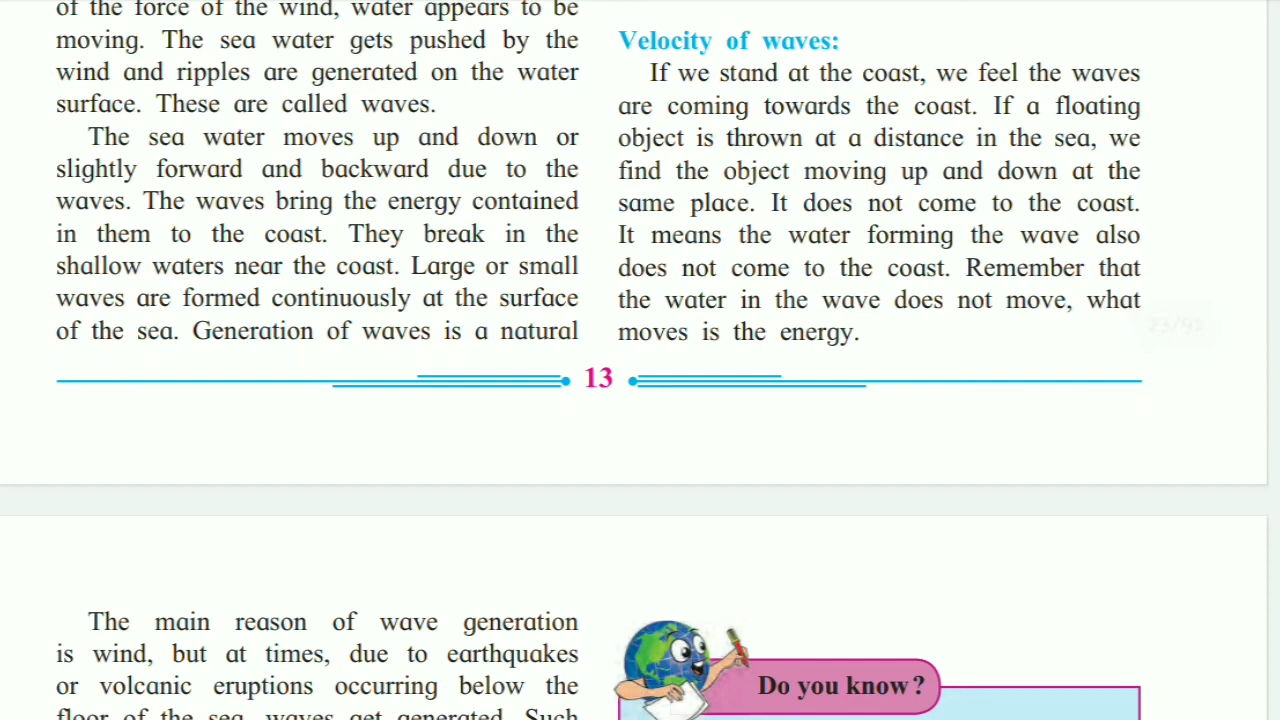 of the force of the wind, water appears to be
moving. The sea water gets pushed by the
wind and ripples are generated on the water
surface. These are called waves.
The sea water moves up and down or
slightly forward and backward due to the
waves. The waves bring the energy contained
in them to the coast. They break in the
shallow waters near the coast. Large or small
waves are formed continuously at the surface
of the sea. Generation of waves is a natural
Velocity of waves:
If we stand at the coast, we feel the waves
are coming towards the coast. If a floating
object is thrown at a distance in the sea, we
find the object moving up and down at the
same place. It does not come to the coast.
It means the water forming the wave also
does not come to the coast. Remember that
the water in the wave does not move, what
moves is the energy.
13
The main reason of wave generation
is wind, but at times, due to earthquakes
or volcanic eruptions occurring below the
floor of the sea, waves get generated. Such
Do you know?